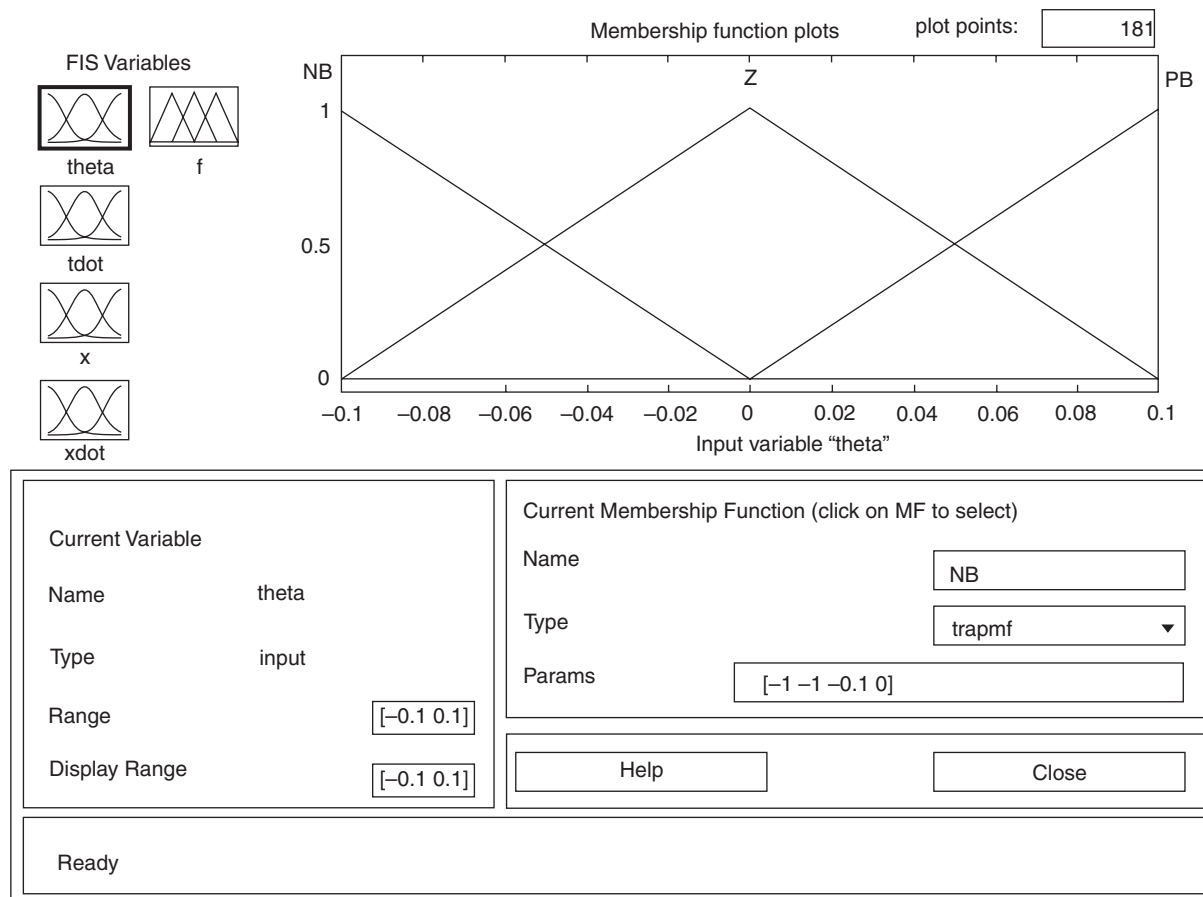 Membership function plots
plot points: 181
FIS Variables
NB
Z
PB
1
0.5
0
theta
f
tdot
x
xdot
–0.1 –0.08 –0.06 –0.04 –0.02 0 0.02 0.04 0.06 0.08 0.1
Input variable “theta”
Current Variable
Name theta
Type input
Range [–0.1 0.1]
Display Range [–0.1 0.1]
Current Membership Function (click on MF to select)
Name NB
Type trapmf
Params [–1 –1 –0.1 0]
Help
Close
Ready